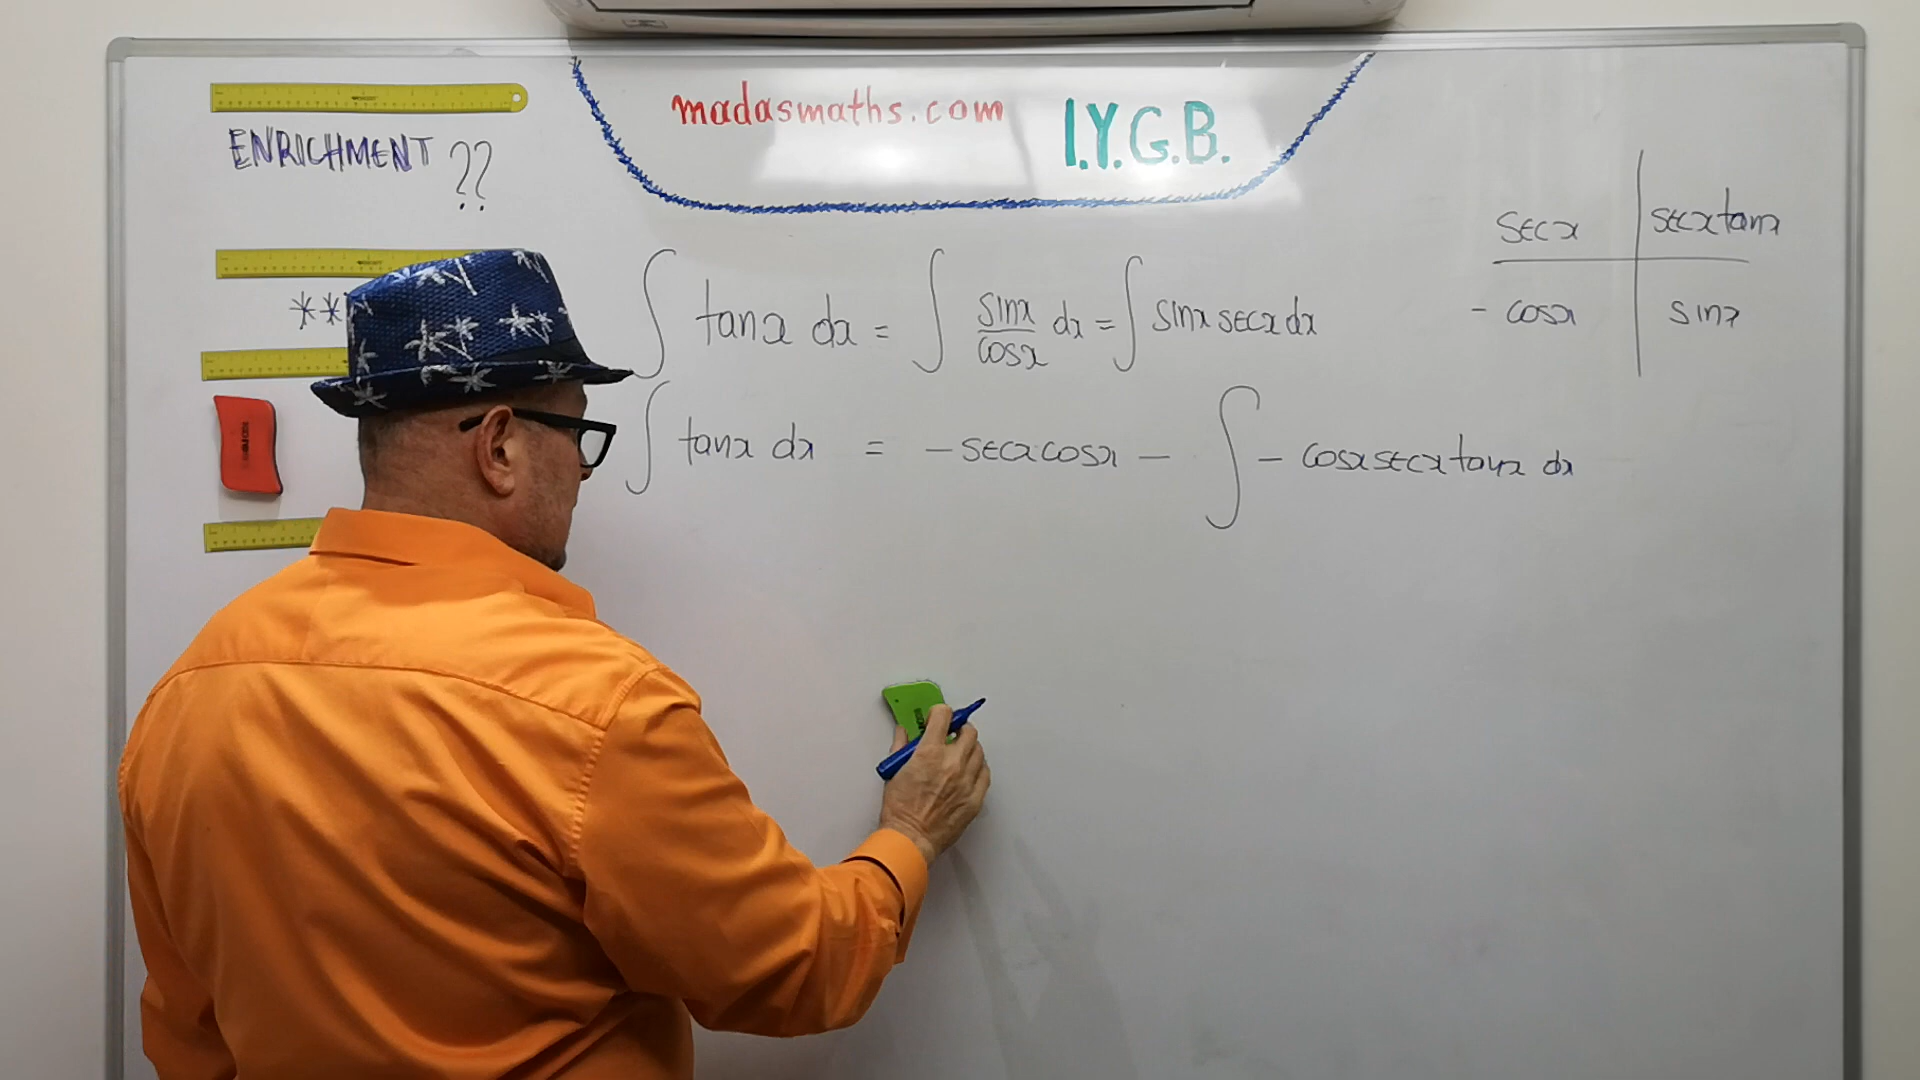 madasmaths.com I.Y.G.B.
ENRICHMENT ??
secx | secxtanx
- cosx | sinx
**
∫ tanx dx = ∫ sinx/cosx dx = ∫ sinx secx dx
∫ tanx dx = - secxcosx - ∫ - cosxsecxtanx dx